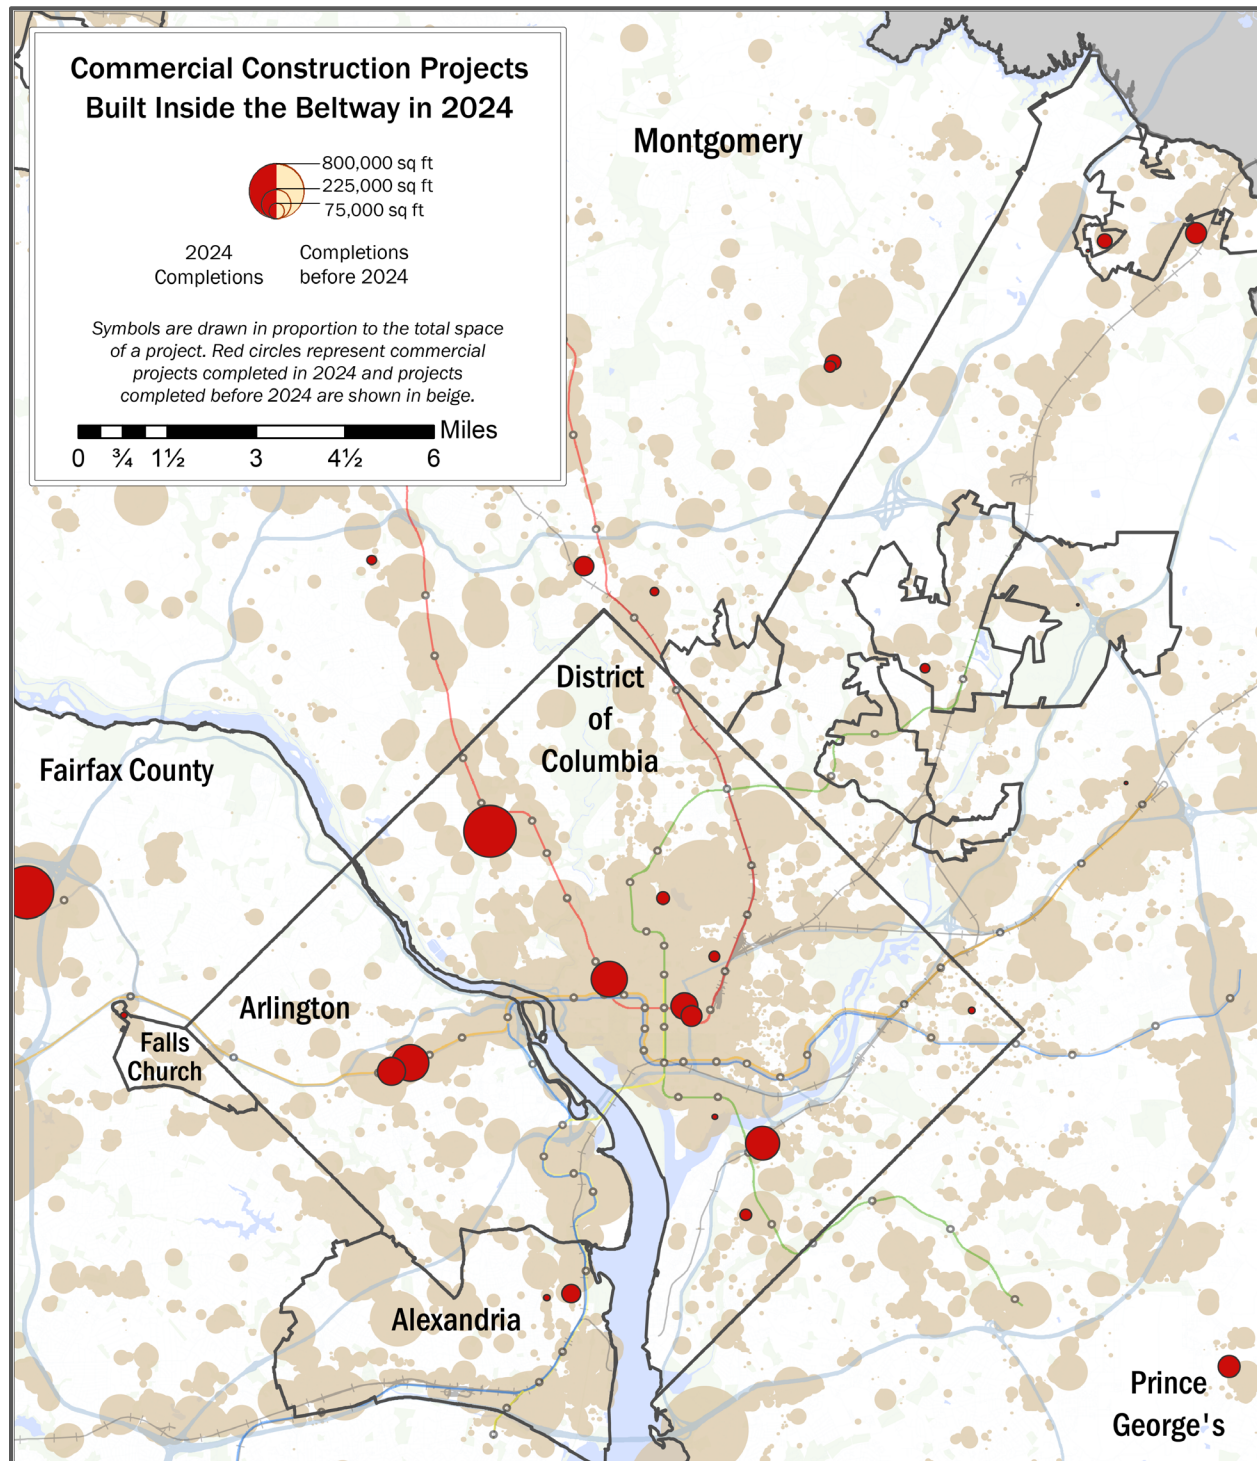 Commercial Construction Projects
Built Inside the Beltway in 2024
800,000 sq ft
225,000 sq ft
75,000 sq ft
2024
Completions
Completions
before 2024
Symbols are drawn in proportion to the total space
of a project. Red circles represent commercial
projects completed in 2024 and projects
completed before 2024 are shown in beige.
Miles
0 ¾ 1½ 3 4½ 6
Montgomery
District
of
Columbia
Fairfax County
Arlington
Falls
Church
Alexandria
Prince
George's